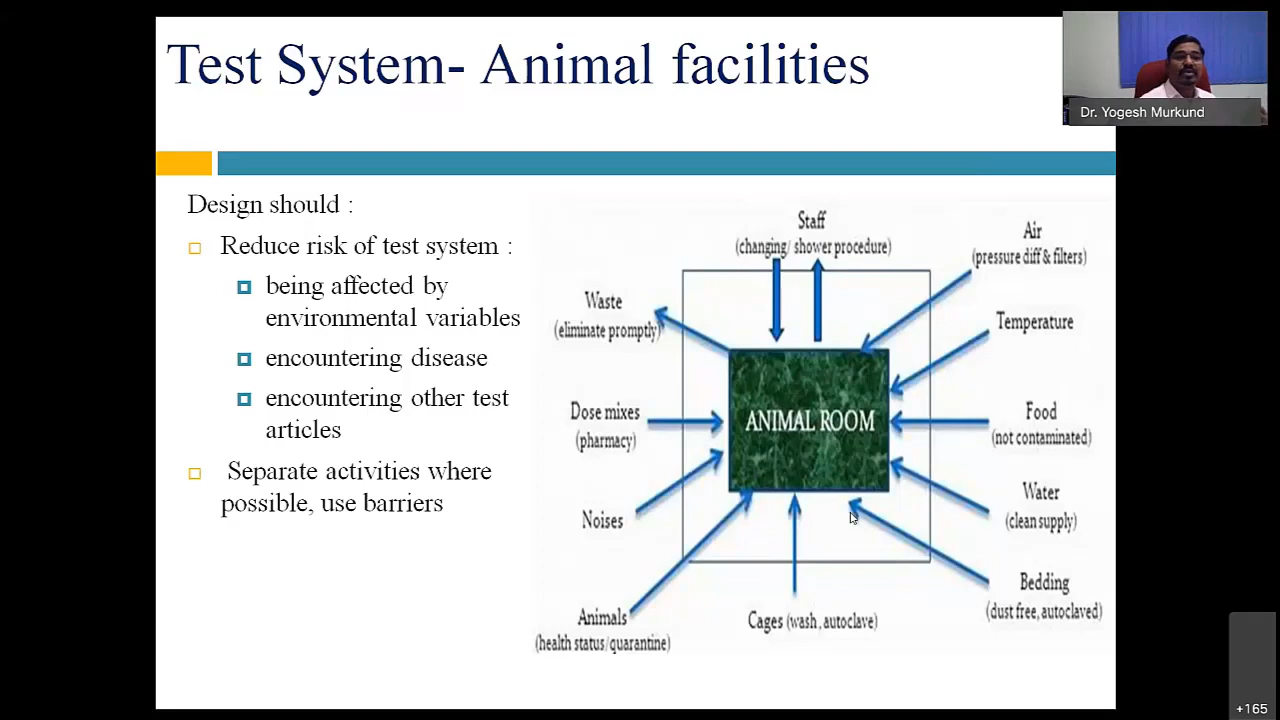 Test System- Animal facilities
Dr. Yogesh Murkund
Design should :
Reduce risk of test system :
being affected by
environmental variables
encountering disease
encountering other test
articles
Separate activities where
possible, use barriers
Staff
(changing/ shower procedure)
Air
(pressure diff & filters)
Waste
(eliminate promptly)
Temperature
Dose mixes
(pharmacy)
ANIMAL ROOM
Food
(not contaminated)
Noises
Water
(clean supply)
Animals
(health status/quarantine)
Cages (wash , autoclave)
Bedding
(dust free, autoclaved)
+165